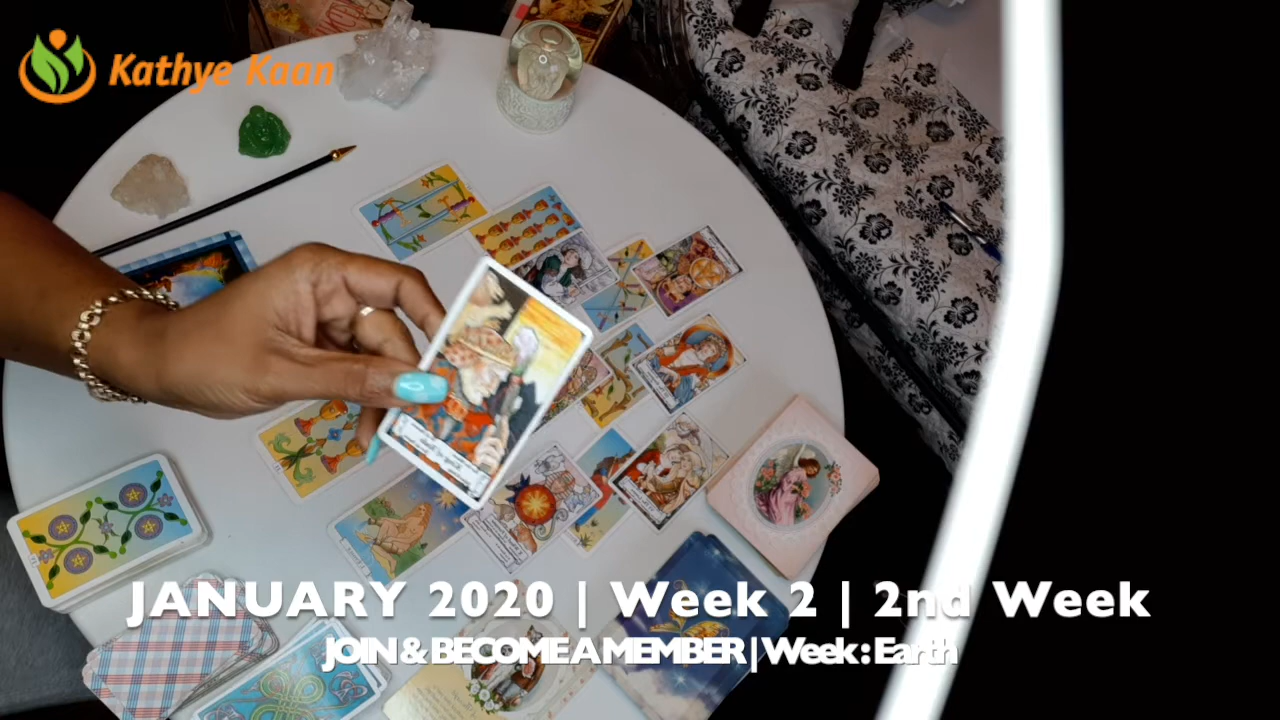 Kathye Kaan
JANUARY 2020 | Week 2 | 2nd Week
JOIN & BECOME A MEMBER | Week : Earth